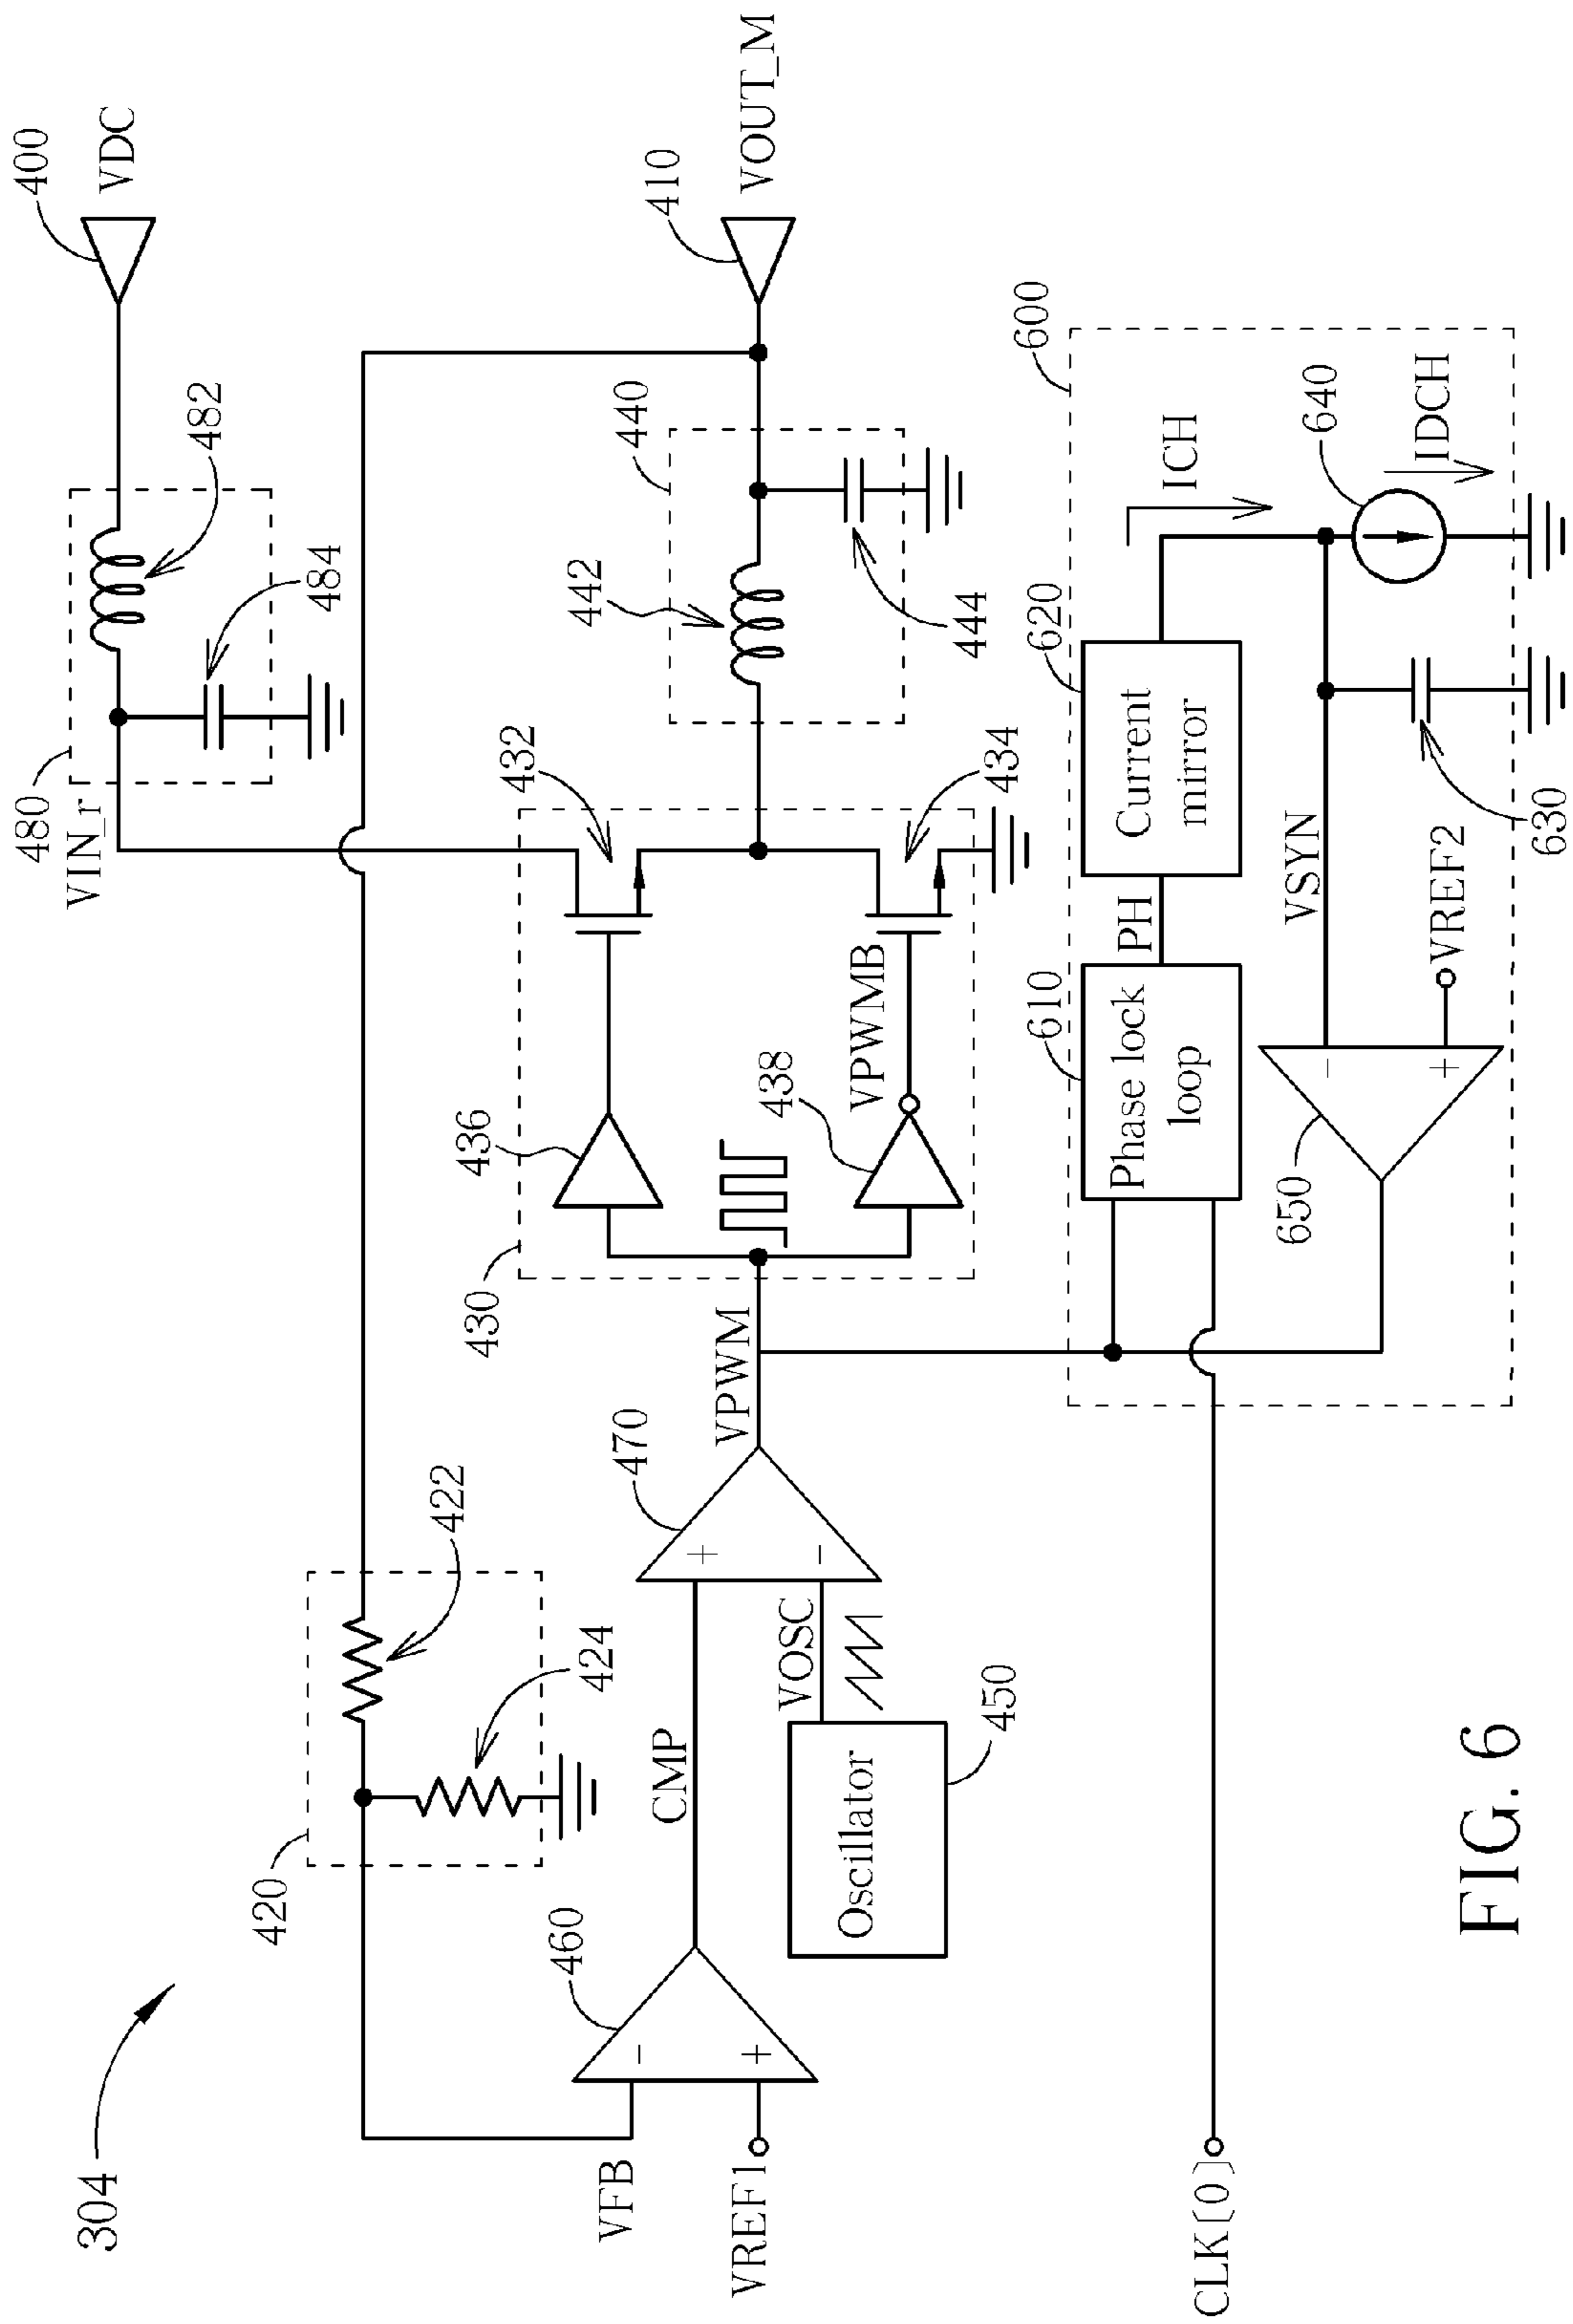 304
400
VDC
480
482
484
VIN_r
420
422
424
410
VOUT_M
440
442
444
430
432
434
436
438
VPWMB
VPWM
470
+
−
CMP
460
−
+
VFB
VREF1
VOSC
Oscillator
450
600
620
Current
mirror
ICH
640
IDCH
610
Phase lock
loop
PH
VSYN
630
VREF2
650
−
+
CLK[0]
FIG. 6